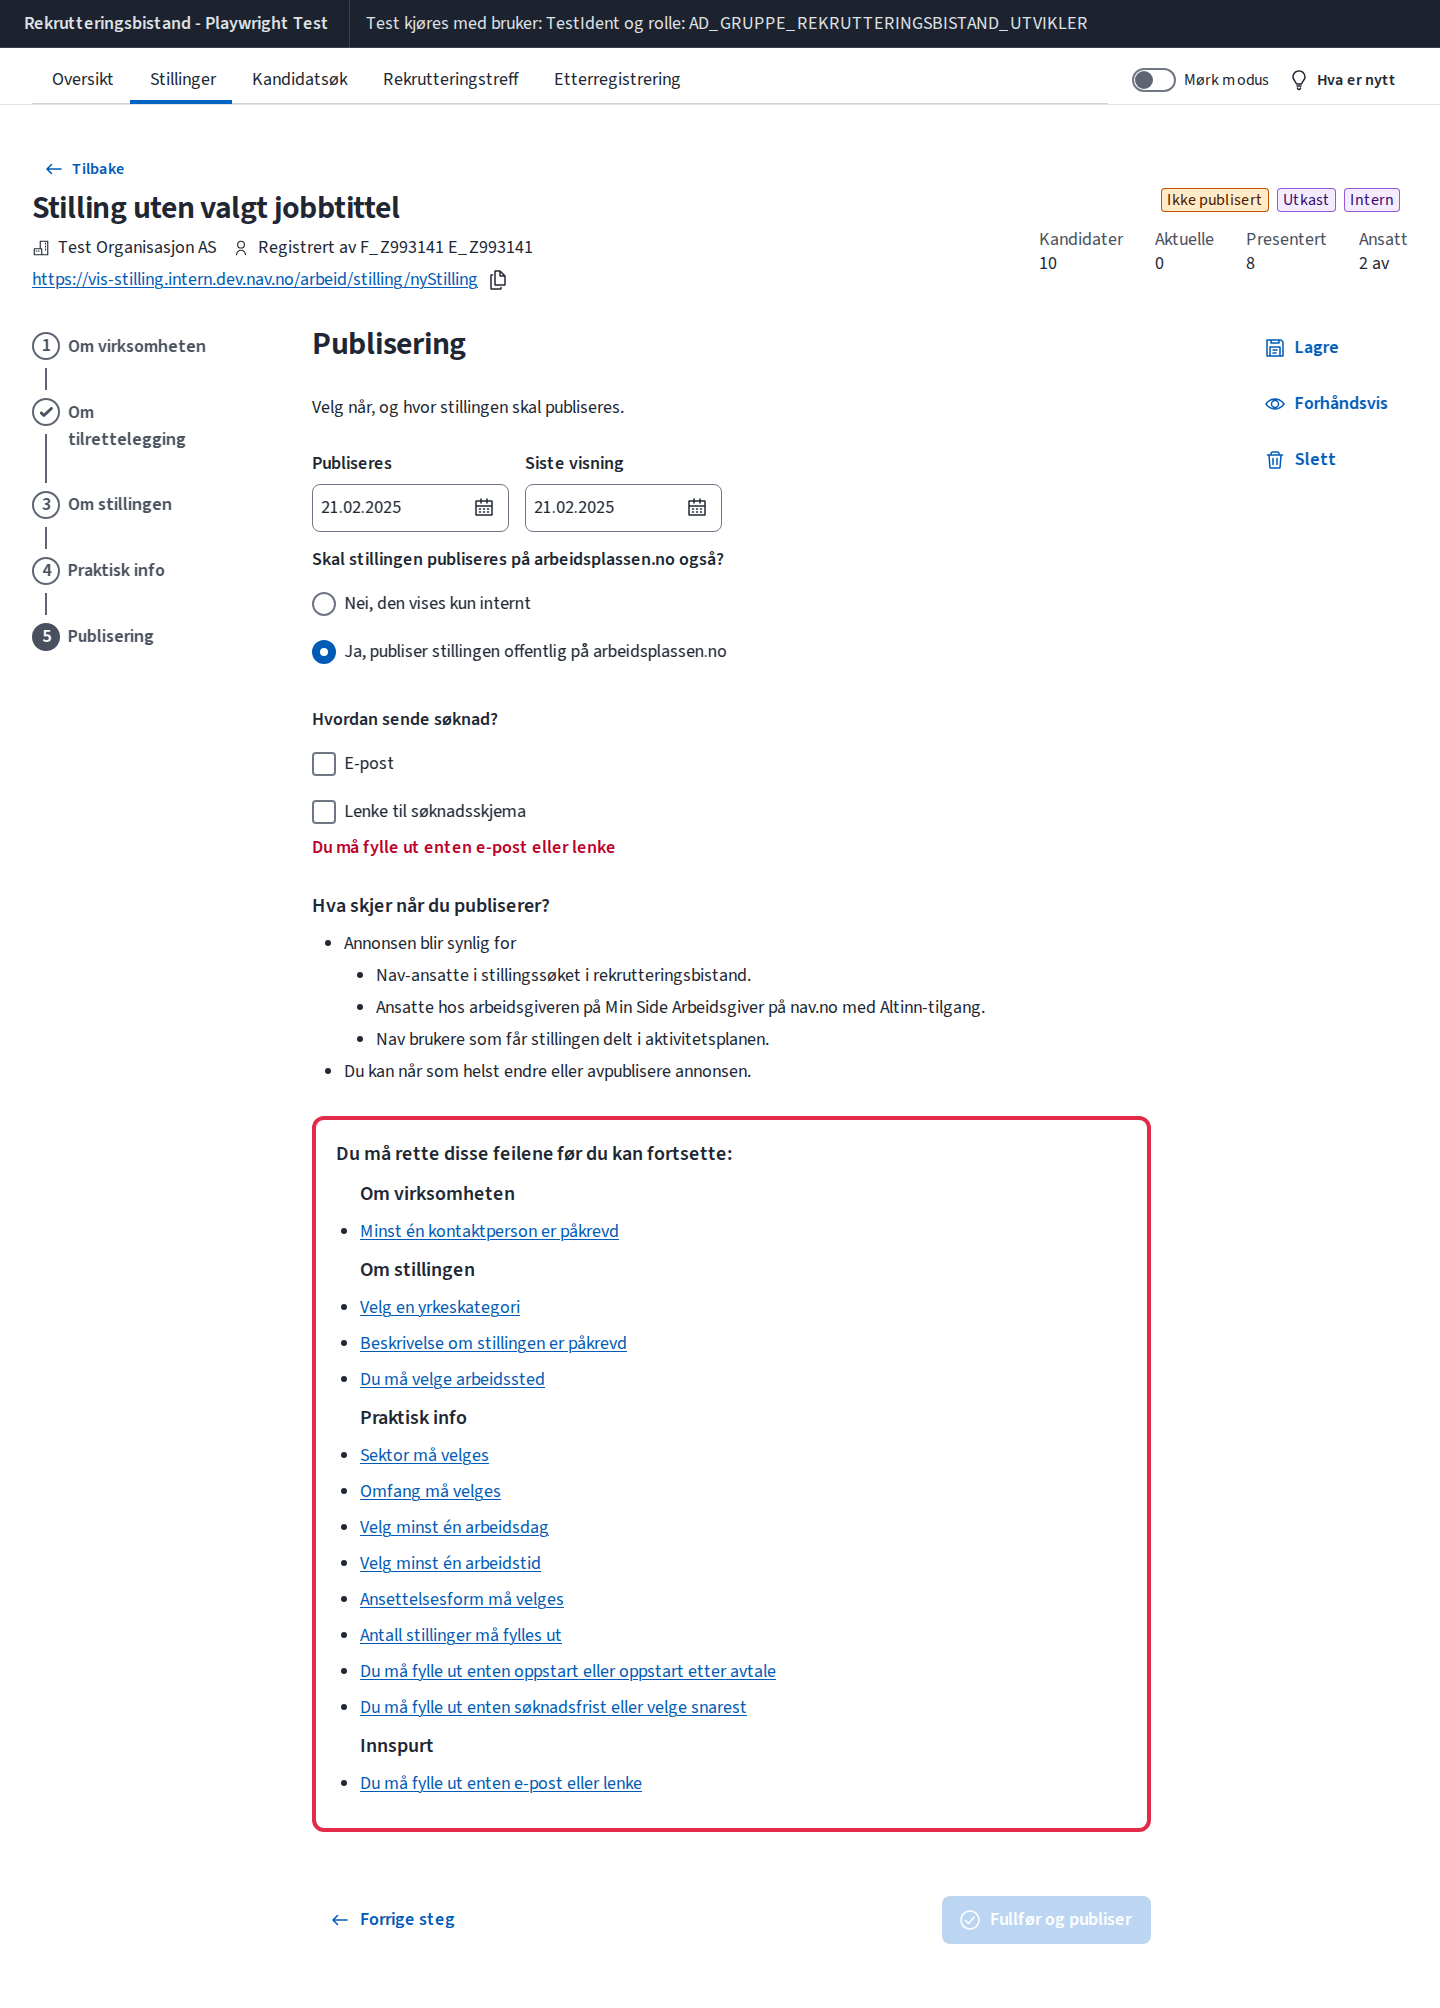 Rekrutteringsbistand - Playwright Test
Test kjøres med bruker: TestIdent og rolle: AD_GRUPPE_REKRUTTERINGSBISTAND_UTVIKLER
Oversikt
Stillinger
Kandidatsøk
Rekrutteringstreff
Etterregistrering
Mørk modus
Hva er nytt
Tilbake
Stilling uten valgt jobbtittel
Test Organisasjon AS
Registrert av F_Z993141 E_Z993141
https://vis-stilling.intern.dev.nav.no/arbeid/stilling/nyStilling
Ikke publisert
Utkast
Intern
Kandidater
10
Aktuelle
0
Presentert
8
Ansatt
2 av
1 Om virksomheten
Om
tilrettelegging
3 Om stillingen
4 Praktisk info
5 Publisering
Publisering
Velg når, og hvor stillingen skal publiseres.
Publiseres
21.02.2025
Siste visning
21.02.2025
Skal stillingen publiseres på arbeidsplassen.no også?
Nei, den vises kun internt
Ja, publiser stillingen offentlig på arbeidsplassen.no
Hvordan sende søknad?
E-post
Lenke til søknadsskjema
Du må fylle ut enten e-post eller lenke
Hva skjer når du publiserer?
Annonsen blir synlig for
Nav-ansatte i stillingssøket i rekrutteringsbistand.
Ansatte hos arbeidsgiveren på Min Side Arbeidsgiver på nav.no med Altinn-tilgang.
Nav brukere som får stillingen delt i aktivitetsplanen.
Du kan når som helst endre eller avpublisere annonsen.
Du må rette disse feilene før du kan fortsette:
Om virksomheten
Minst én kontaktperson er påkrevd
Om stillingen
Velg en yrkeskategori
Beskrivelse om stillingen er påkrevd
Du må velge arbeidssted
Praktisk info
Sektor må velges
Omfang må velges
Velg minst én arbeidsdag
Velg minst én arbeidstid
Ansettelsesform må velges
Antall stillinger må fylles ut
Du må fylle ut enten oppstart eller oppstart etter avtale
Du må fylle ut enten søknadsfrist eller velge snarest
Innspurt
Du må fylle ut enten e-post eller lenke
Forrige steg
Fullfør og publiser
Lagre
Forhåndsvis
Slett